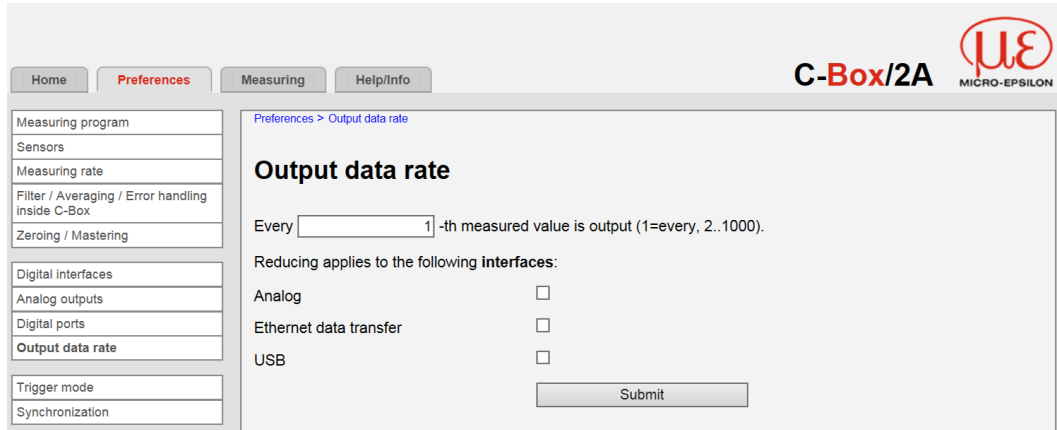 Home
Preferences
Measuring
Help/Info
C-Box/2A
με
MICRO-EPSILON
Measuring program
Sensors
Measuring rate
Filter / Averaging / Error handling
inside C-Box
Zeroing / Mastering
Digital interfaces
Analog outputs
Digital ports
Output data rate
Trigger mode
Synchronization
Preferences > Output data rate
Output data rate
Every 1 -th measured value is output (1=every, 2..1000).
Reducing applies to the following interfaces:
Analog
Ethernet data transfer
USB
Submit